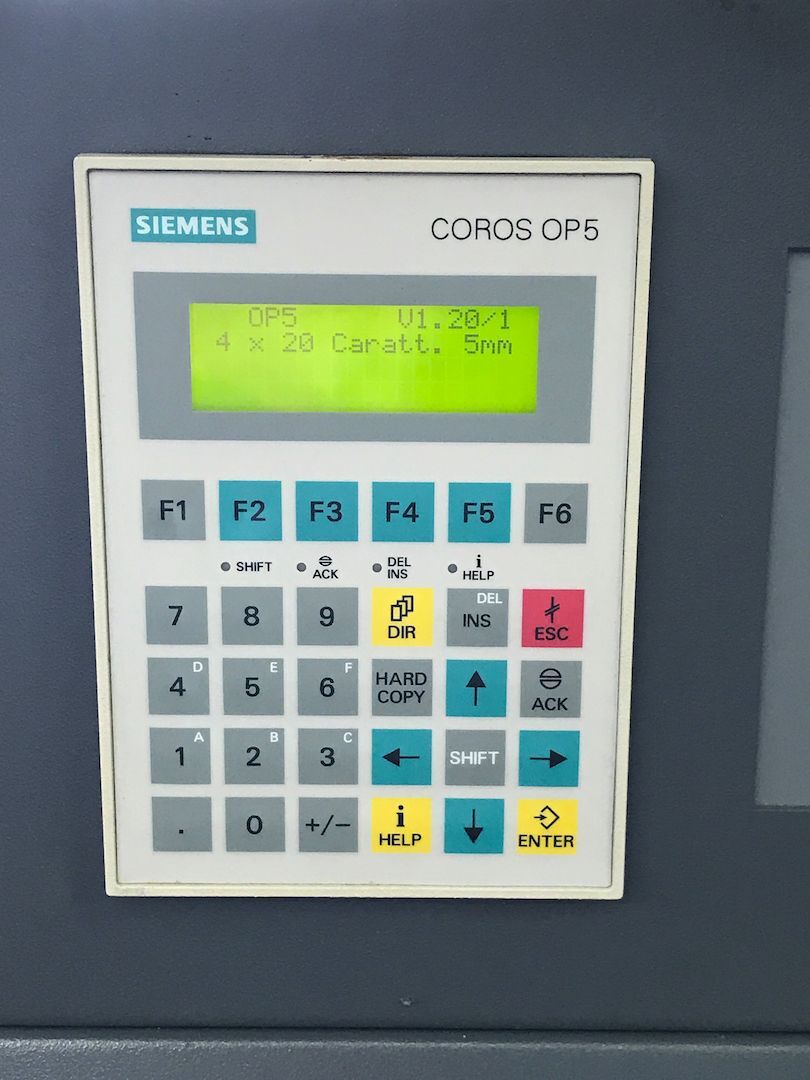 SIEMENS COROS OP5
OP5 V1.20/1
4 x 20 Caratt. 5mm
F1 F2 F3 F4 F5 F6
SHIFT ACK DEL INS i HELP
7 8 9 DIR DEL INS ESC
4 D 5 E 6 F HARD COPY ACK
1 A 2 B 3 C SHIFT
. 0 +/− i HELP ENTER